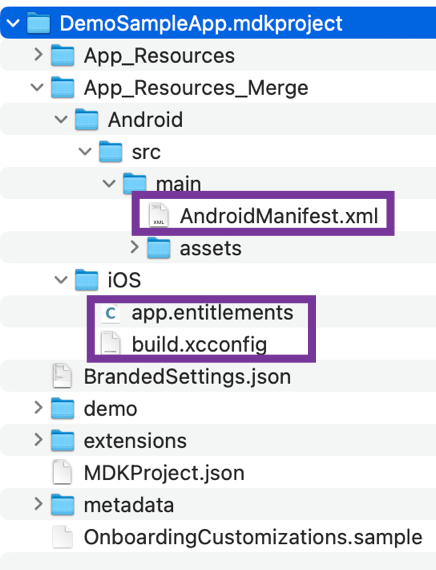 DemoSampleApp.mdkproject
App_Resources
App_Resources_Merge
Android
src
main
AndroidManifest.xml
assets
iOS
app.entitlements
build.xcconfig
BrandedSettings.json
demo
extensions
MDKProject.json
metadata
OnboardingCustomizations.sample